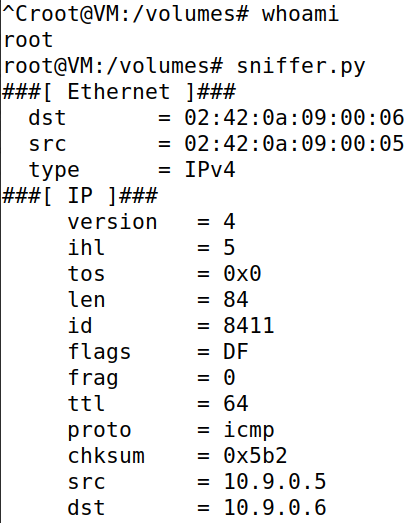 ^Croot@VM:/volumes# whoami
root
root@VM:/volumes# sniffer.py
###[ Ethernet ]###
  dst       = 02:42:0a:09:00:06
  src       = 02:42:0a:09:00:05
  type      = IPv4
###[ IP ]###
     version   = 4
     ihl       = 5
     tos       = 0x0
     len       = 84
     id        = 8411
     flags     = DF
     frag      = 0
     ttl       = 64
     proto     = icmp
     chksum    = 0x5b2
     src       = 10.9.0.5
     dst       = 10.9.0.6